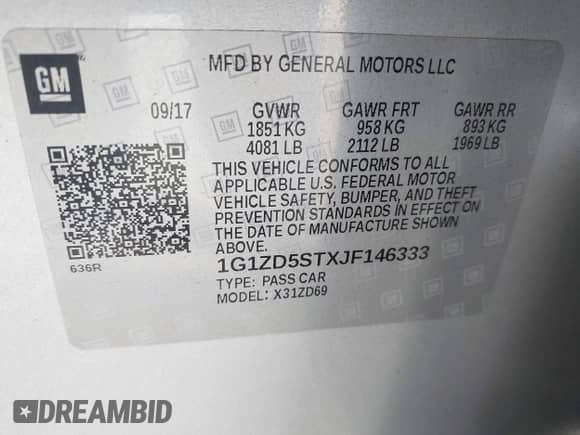 GM
MFD BY GENERAL MOTORS LLC
09/17 GVWR GAWR FRT GAWR RR
1851 KG 958 KG 893 KG
4081 LB 2112 LB 1969 LB
THIS VEHICLE CONFORMS TO ALL
APPLICABLE U.S. FEDERAL MOTOR
VEHICLE SAFETY, BUMPER, AND THEFT
PREVENTION STANDARDS IN EFFECT ON
THE DATE OF MANUFACTURE SHOWN
ABOVE.
636R
1G1ZD5STXJF146333
TYPE: PASS CAR
MODEL: X31ZD69
DREAMBID